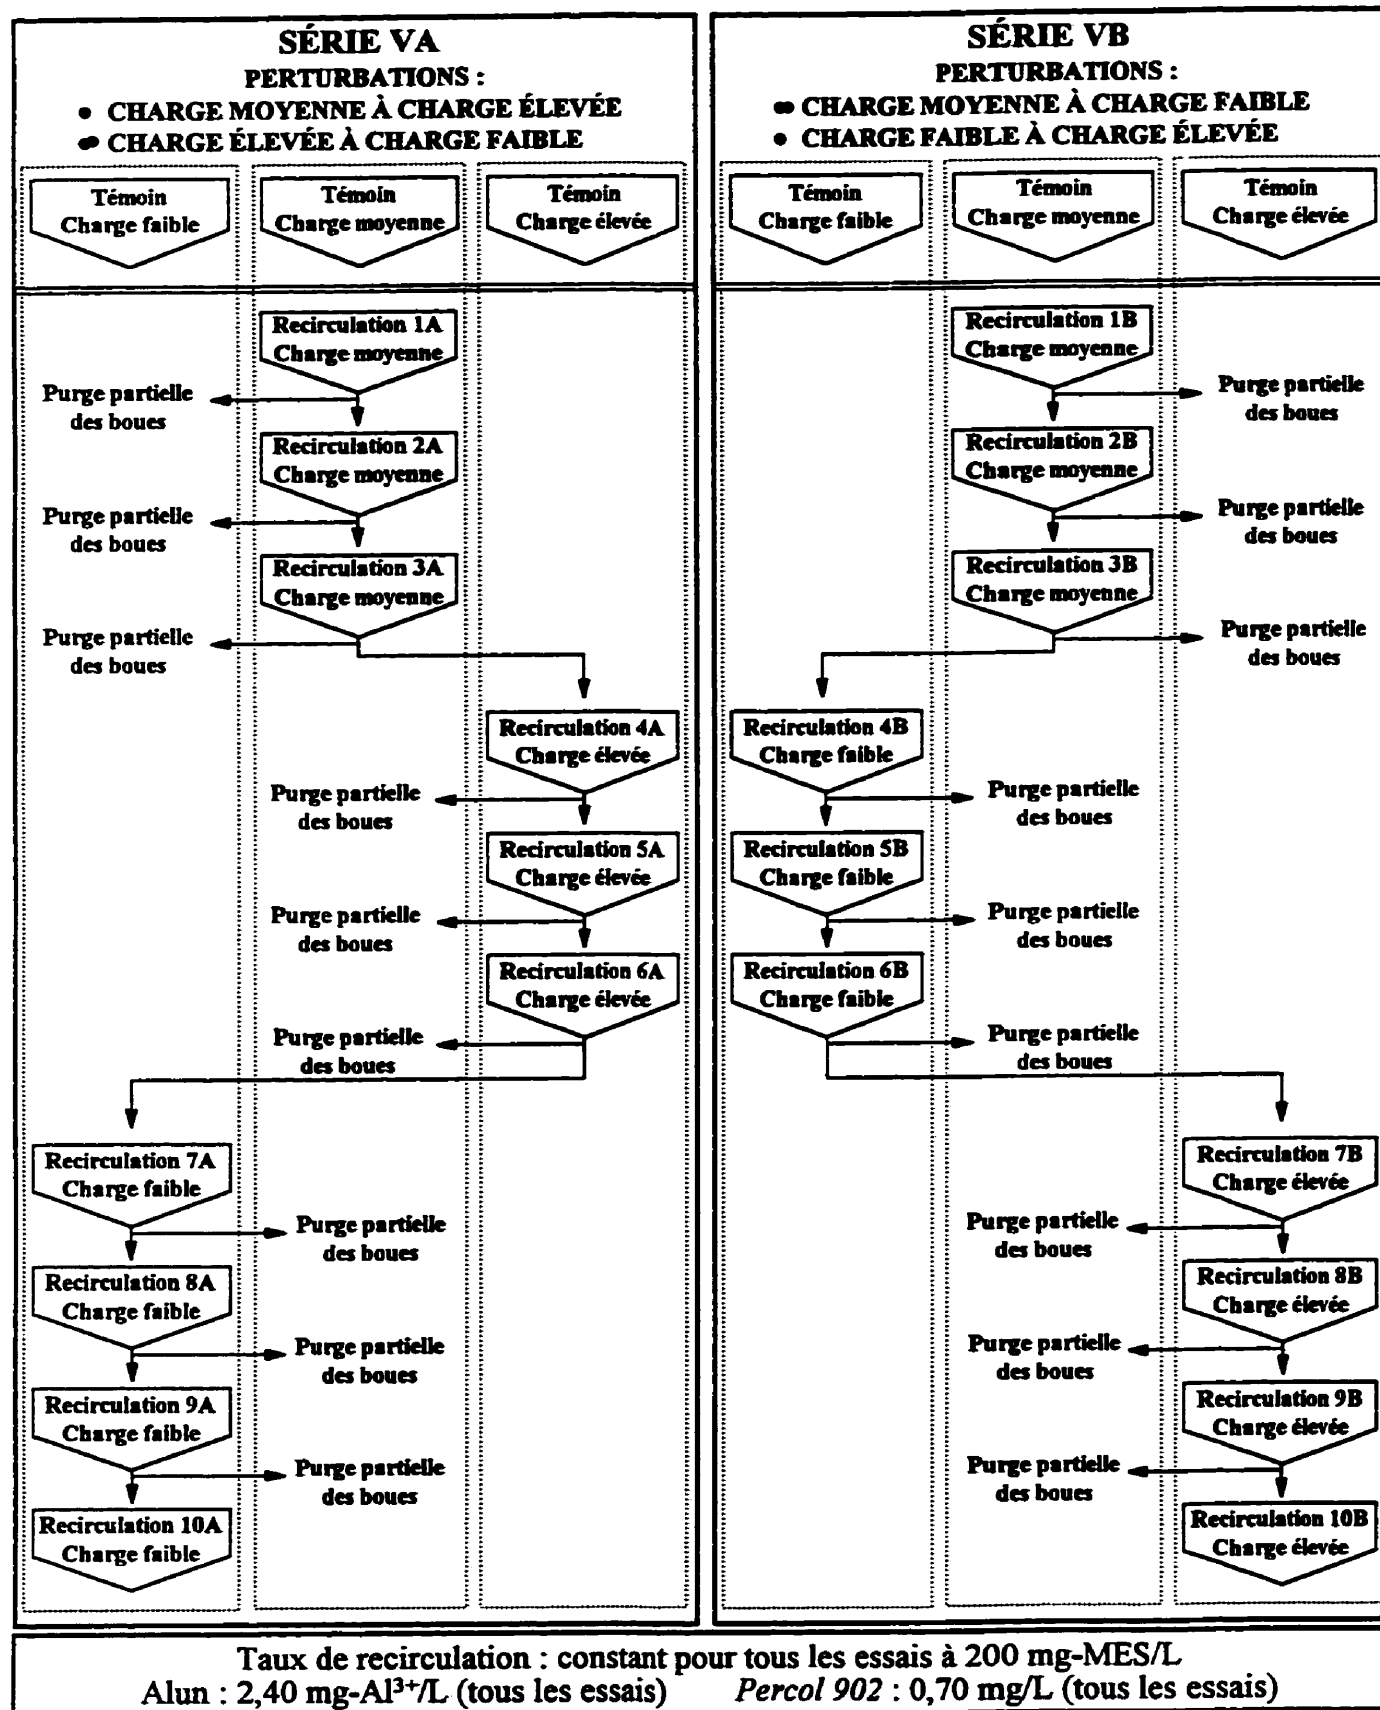 SÉRIE VA
PERTURBATIONS :
• CHARGE MOYENNE À CHARGE ÉLEVÉE
• CHARGE ÉLEVÉE À CHARGE FAIBLE
Témoin
Charge faible
Témoin
Charge moyenne
Témoin
Charge élevée
Recirculation 1A
Charge moyenne
Purge partielle
des boues
Recirculation 2A
Charge moyenne
Purge partielle
des boues
Recirculation 3A
Charge moyenne
Purge partielle
des boues
Recirculation 4A
Charge élevée
Purge partielle
des boues
Recirculation 5A
Charge élevée
Purge partielle
des boues
Recirculation 6A
Charge élevée
Purge partielle
des boues
Recirculation 7A
Charge faible
Purge partielle
des boues
Recirculation 8A
Charge faible
Purge partielle
des boues
Recirculation 9A
Charge faible
Purge partielle
des boues
Recirculation 10A
Charge faible
SÉRIE VB
PERTURBATIONS :
• CHARGE MOYENNE À CHARGE FAIBLE
• CHARGE FAIBLE À CHARGE ÉLEVÉE
Témoin
Charge faible
Témoin
Charge moyenne
Témoin
Charge élevée
Recirculation 1B
Charge moyenne
Purge partielle
des boues
Recirculation 2B
Charge moyenne
Purge partielle
des boues
Recirculation 3B
Charge moyenne
Purge partielle
des boues
Recirculation 4B
Charge faible
Purge partielle
des boues
Recirculation 5B
Charge faible
Purge partielle
des boues
Recirculation 6B
Charge faible
Purge partielle
des boues
Recirculation 7B
Charge élevée
Purge partielle
des boues
Recirculation 8B
Charge élevée
Purge partielle
des boues
Recirculation 9B
Charge élevée
Purge partielle
des boues
Recirculation 10B
Charge élevée
Taux de recirculation : constant pour tous les essais à 200 mg-MES/L
Alun : 2,40 mg-Al³⁺/L (tous les essais) Percol 902 : 0,70 mg/L (tous les essais)